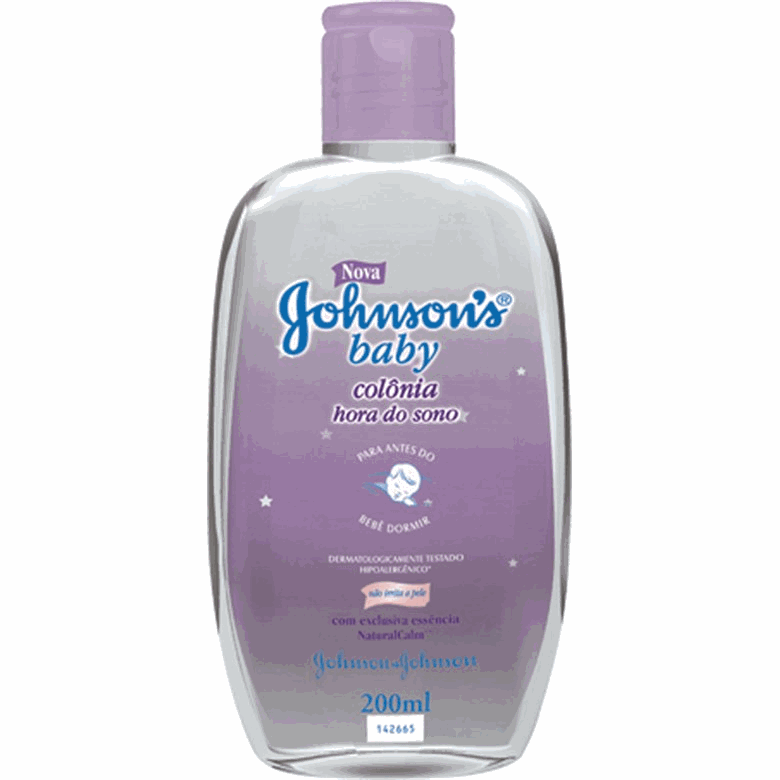 Nova
Johnson's®
baby
colônia
hora do sono
PARA ANTES DO
BEBÊ DORMIR
DERMATOLOGICAMENTE TESTADO
HIPOALERGÊNICO*
não irrita a pele
com exclusiva essência
NaturalCalm™
Johnson & Johnson
200ml
142665